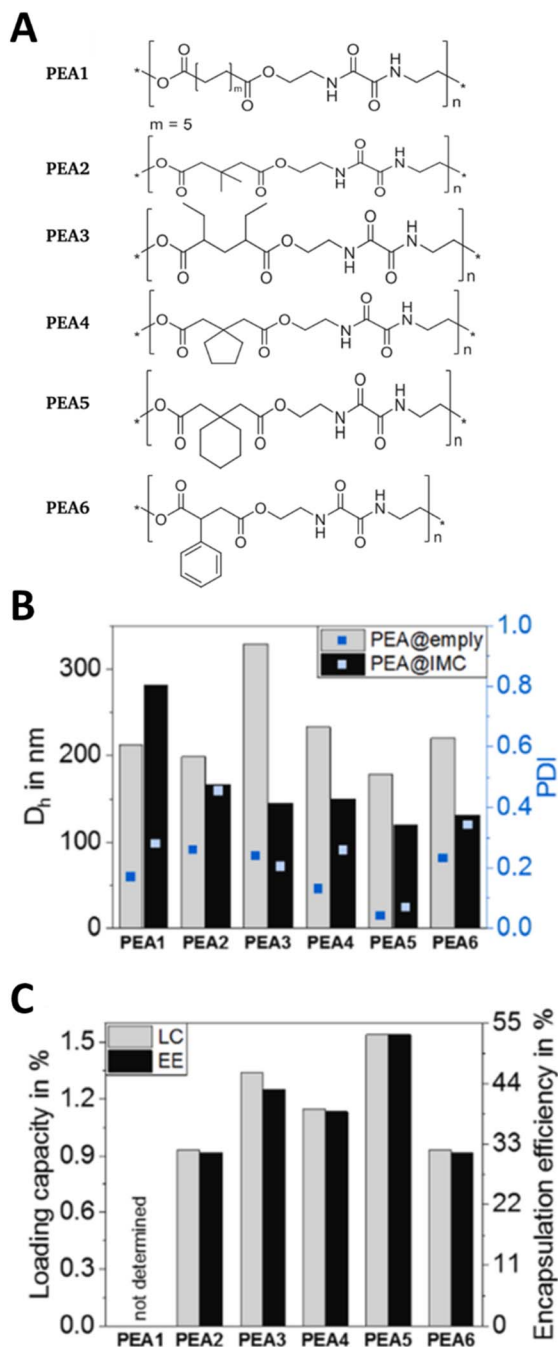 A
PEA1
* O O O O H N O O N H * n
m
m = 5
PEA2
* O O O O N H O O H N * n
PEA3
* O O O O N H O O H N * n
PEA4
* O O O O N H O O H N * n
PEA5
* O O O O N H O O H N * n
PEA6
* O O O O N H O O H N * n
B
PEA@emply
PEA@IMC
300
200
100
0
Dh in nm
1.0
0.8
0.6
0.4
0.2
0.0
PDI
PEA1 PEA2 PEA3 PEA4 PEA5 PEA6
C
LC
EE
1.5
1.2
0.9
0.6
0.3
0.0
Loading capacity in %
not determined
55
44
33
22
11
0
Encapsulation efficiency in %
PEA1 PEA2 PEA3 PEA4 PEA5 PEA6